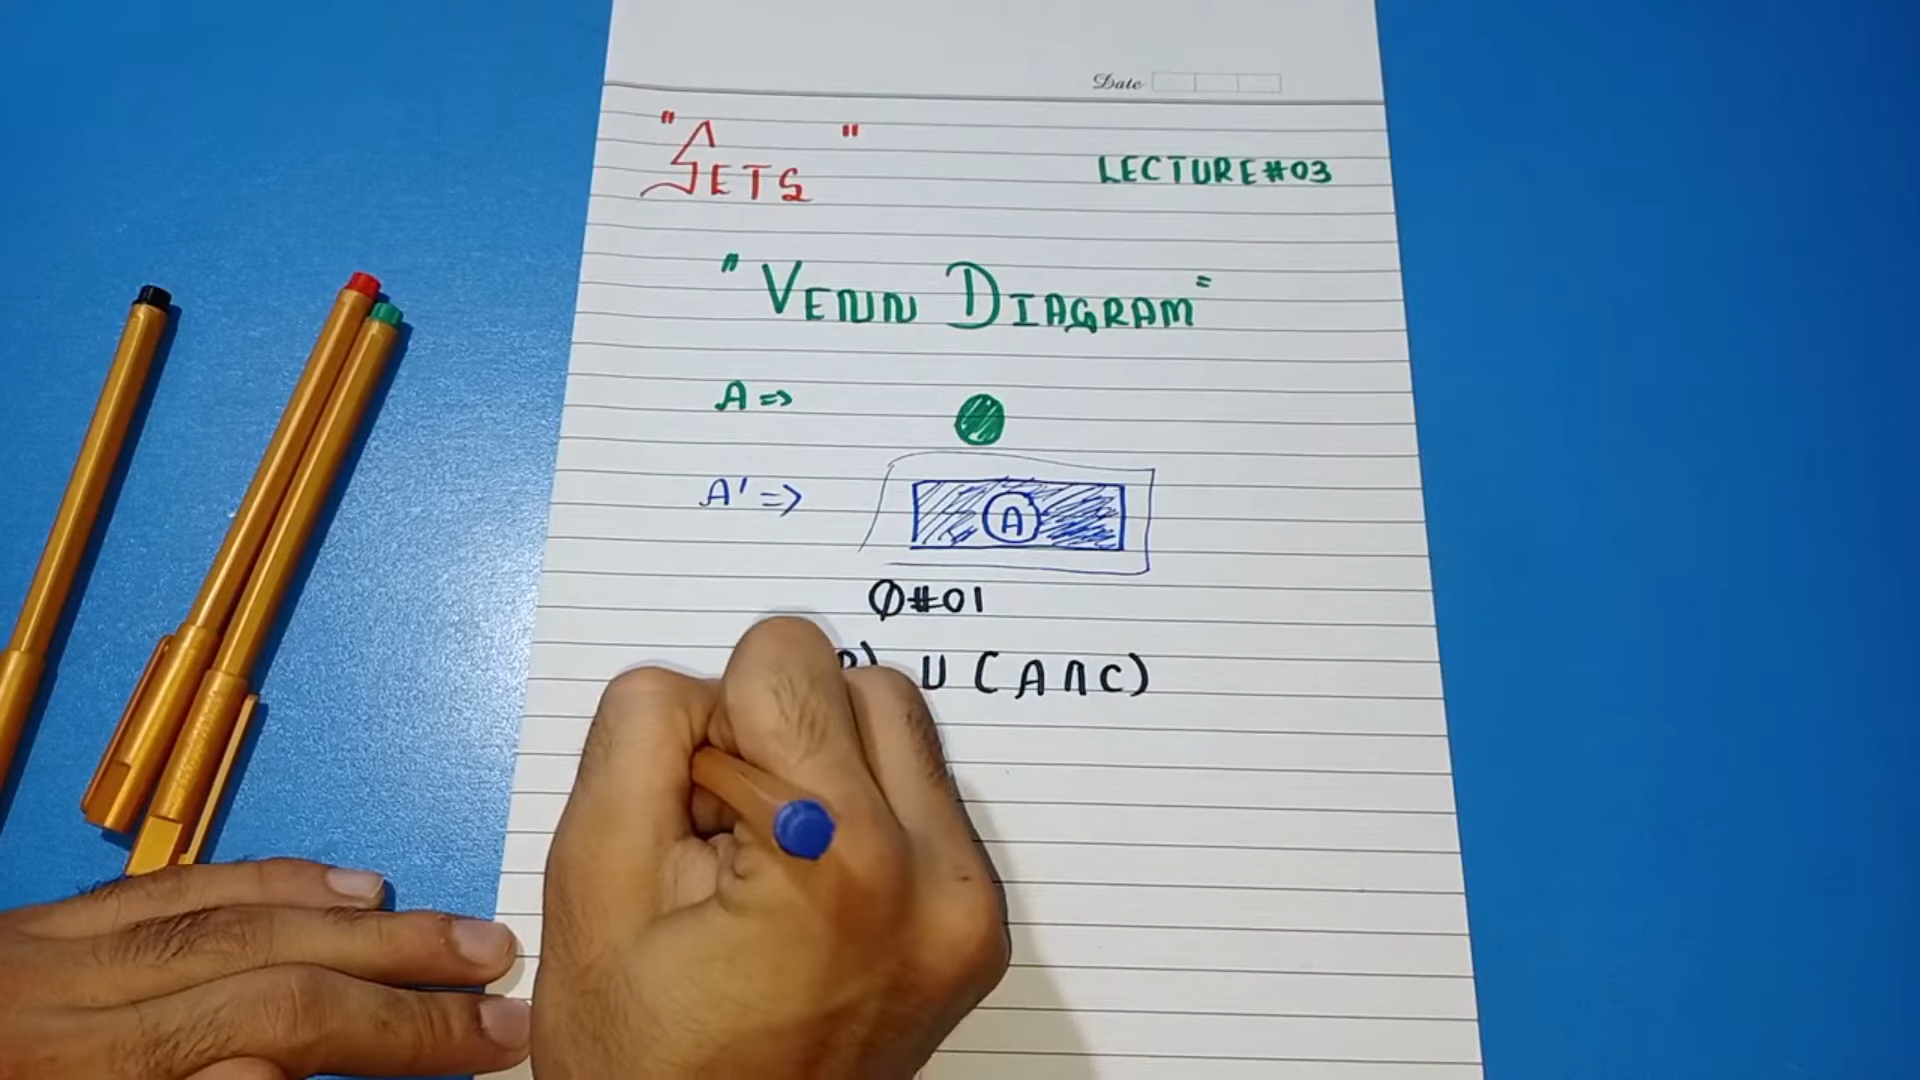 Date
"SETS"
LECTURE#03
"VENN DIAGRAM"
A =>
A' =>
A
Q#01
) U (A ∩ C)